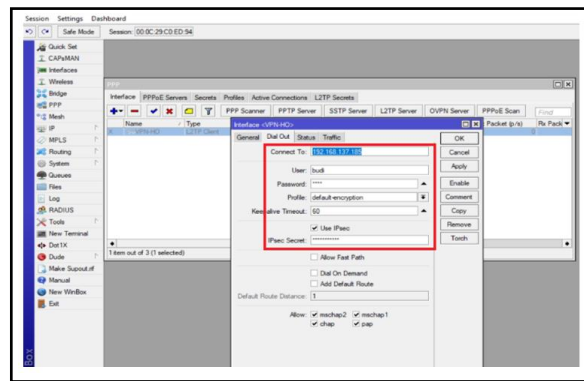 Session Settings Dashboard
Safe Mode Session: 00:0C:29:C0:ED:94
Quick Set
CAPsMAN
Interfaces
Wireless
Bridge
PPP
Mesh
IP
MPLS
Routing
System
Queues
Files
Log
RADIUS
Tools
New Terminal
Dot1X
Dude
Make Supout.rif
Manual
New WinBox
Exit
PPP
Interface PPPoE Servers Secrets Profiles Active Connections L2TP Secrets
PPP Scanner PPTP Server SSTP Server L2TP Server OVPN Server PPPoE Scan Find
Name Type Packet (p/s)
VPN-HO L2TP Client
1 item out of 3 (1 selected)
Interface <VPN-HO>
General Dial Out Status Traffic
Connect To: 192.168.137.185
User: budi
Password: ****
Profile: default-encryption
Keepalive Timeout: 60
Use IPsec
IPsec Secret: ***********
Allow Fast Path
Dial On Demand
Add Default Route
Default Route Distance: 1
Allow: mschap2 mschap1
chap pap
OK
Cancel
Apply
Enable
Comment
Copy
Remove
Torch